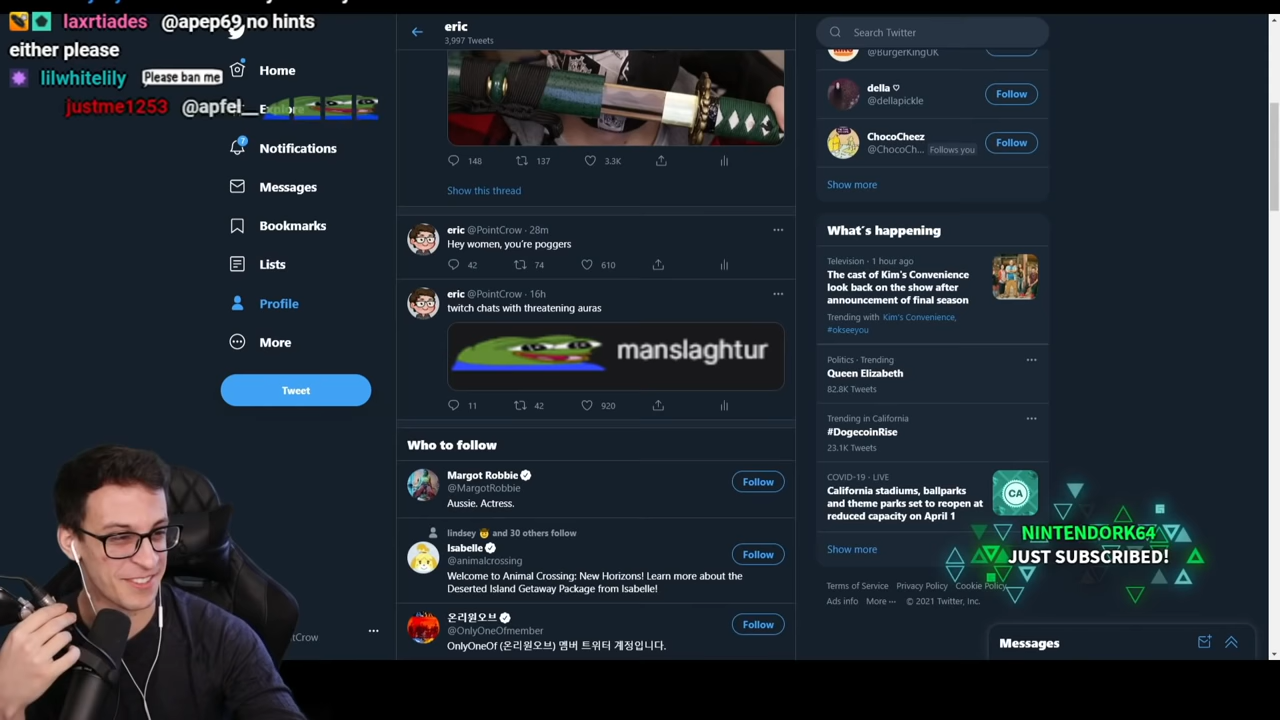 laxrtiades @apep69 no hints
either please
lilwhitelily Please ban me
justme1253 @apfel__
Home
Explore
7
Notifications
Messages
Bookmarks
Lists
Profile
More
Tweet
eric
3,997 Tweets
148 137 3.3K
Show this thread
eric @PointCrow · 28m
Hey women, you're poggers
42 74 610
eric @PointCrow · 16h
twitch chats with threatening auras
manslaghtur
11 42 920
Who to follow
Margot Robbie
@MargotRobbie
Follow
Aussie. Actress.
lindsey and 30 others follow
Isabelle
@animalcrossing
Follow
Welcome to Animal Crossing: New Horizons! Learn more about the
Deserted Island Getaway Package from Isabelle!
온리원오브
@OnlyOneOfmember
Follow
OnlyOneOf (온리원오브) 멤버 트위터 계정입니다.
Search Twitter
@BurgerKingUK
della
@dellapickle
Follow
ChocoCheez
@ChocoCh... Follows you
Follow
Show more
What's happening
Television · 1 hour ago
The cast of Kim's Convenience
look back on the show after
announcement of final season
Trending with Kim's Convenience,
#okseeyou
Politics · Trending
Queen Elizabeth
82.8K Tweets
Trending in California
#DogecoinRise
23.1K Tweets
COVID-19 · LIVE
California stadiums, ballparks
and theme parks set to reopen at
reduced capacity on April 1
CA
Show more
NINTENDORK64
JUST SUBSCRIBED!
Terms of Service Privacy Policy Cookie Policy
Ads info More ··· © 2021 Twitter, Inc.
Messages